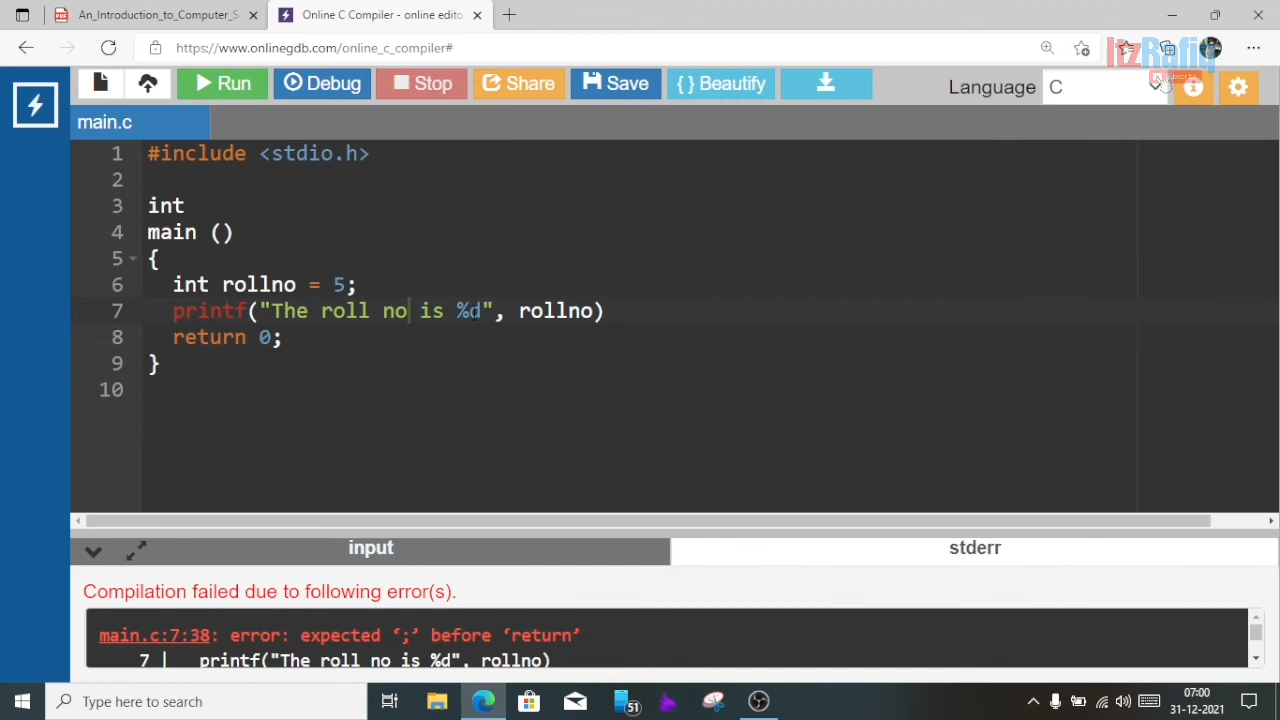 An_Introduction_to_Computer_S
Online C Compiler - online edito
https://www.onlinegdb.com/online_c_compiler#
IizRafiq
Run Debug Stop Share Save { } Beautify Language C
main.c
1 #include <stdio.h>
2
3 int
4 main ()
5 {
6 int rollno = 5;
7 printf("The roll no is %d", rollno)
8 return 0;
9 }
10
input stderr
Compilation failed due to following error(s).
main.c:7:38: error: expected ‘;’ before ‘return’
7 | printf("The roll no is %d", rollno)
Type here to search
51
07:00
31-12-2021